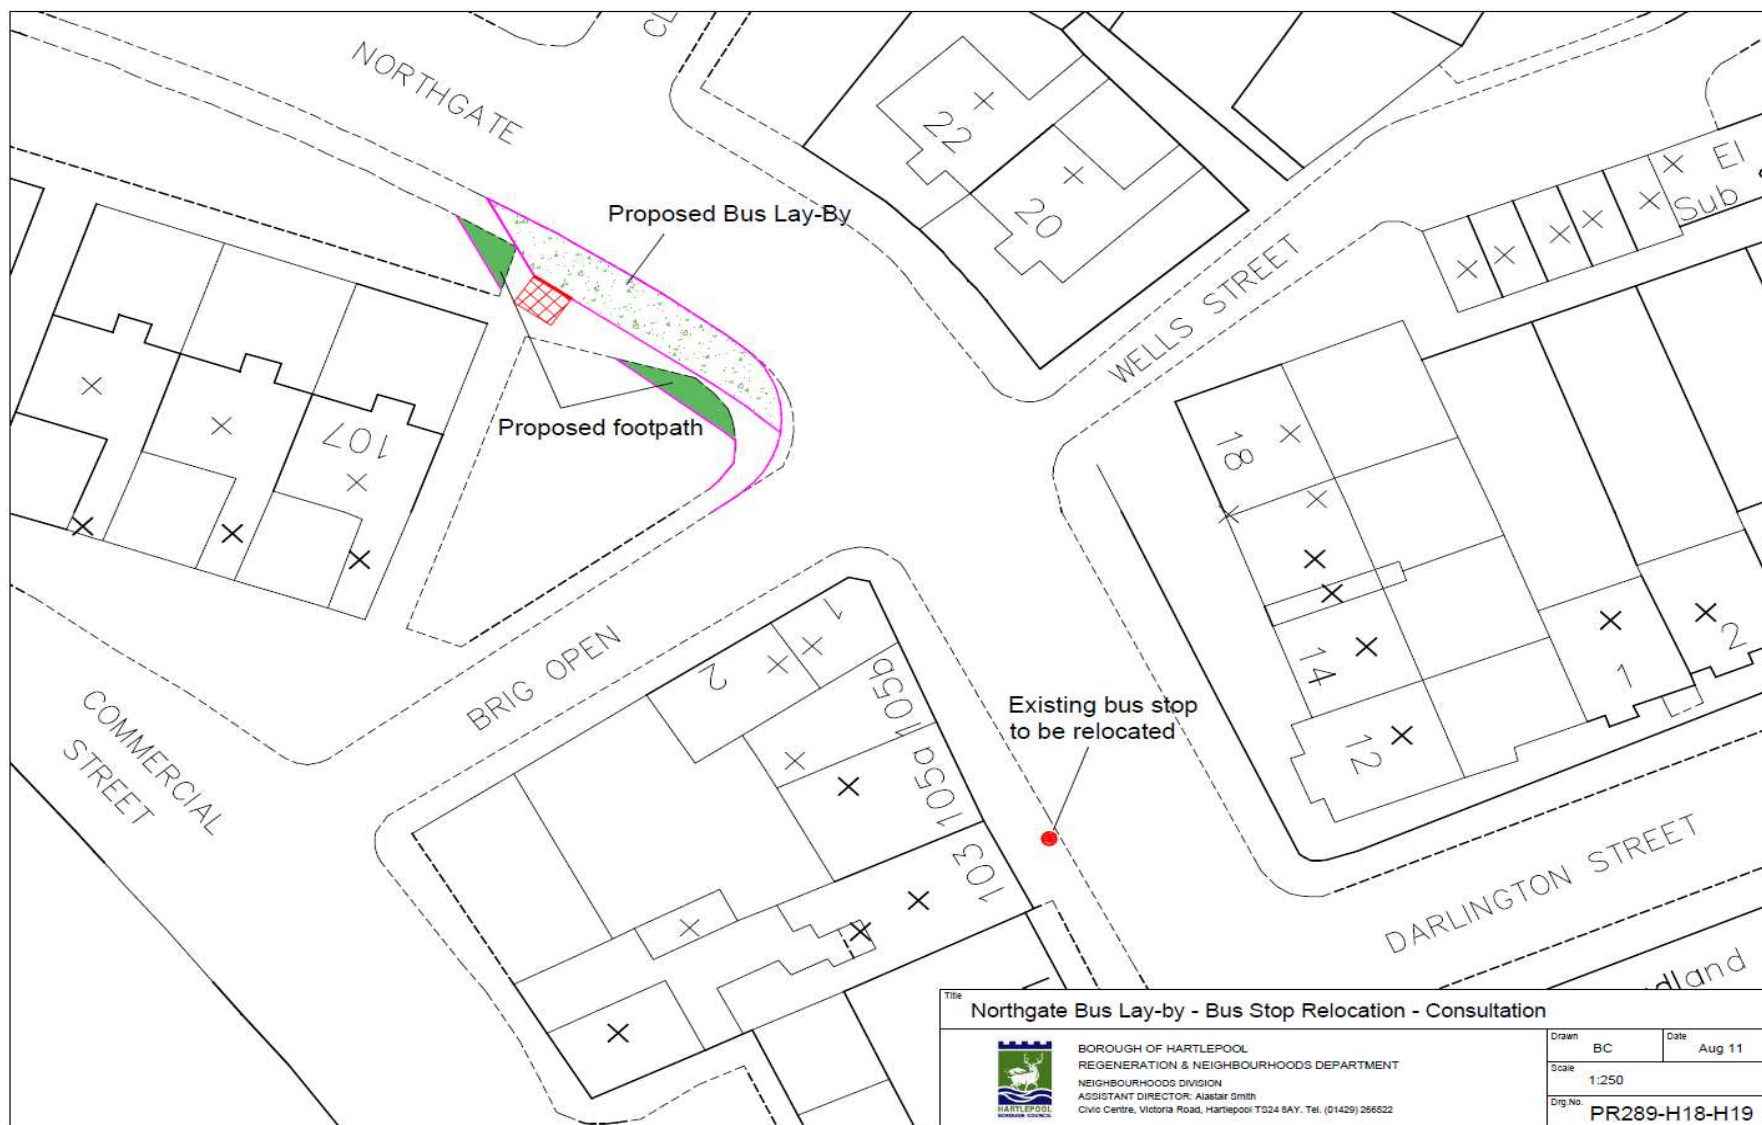 NORTHGATE
22
20
El
Sub
Proposed Bus Lay-By
WELLS STREET
Proposed footpath
107
18
14
12
1
2
BRIG OPEN
1
2
105b
105a
103
COMMERCIAL
STREET
Existing bus stop
to be relocated
DARLINGTON STREET
Title
Northgate Bus Lay-by - Bus Stop Relocation - Consultation
BOROUGH OF HARTLEPOOL
REGENERATION & NEIGHBOURHOODS DEPARTMENT
NEIGHBOURHOODS DIVISION
ASSISTANT DIRECTOR: Alastair Smith
Civic Centre, Victoria Road, Hartlepool TS24 8AY. Tel. (01429) 266522
HARTLEPOOL
BOROUGH COUNCIL
Drawn
BC
Date
Aug 11
Scale
1:250
Drg.No.
PR289-H18-H19